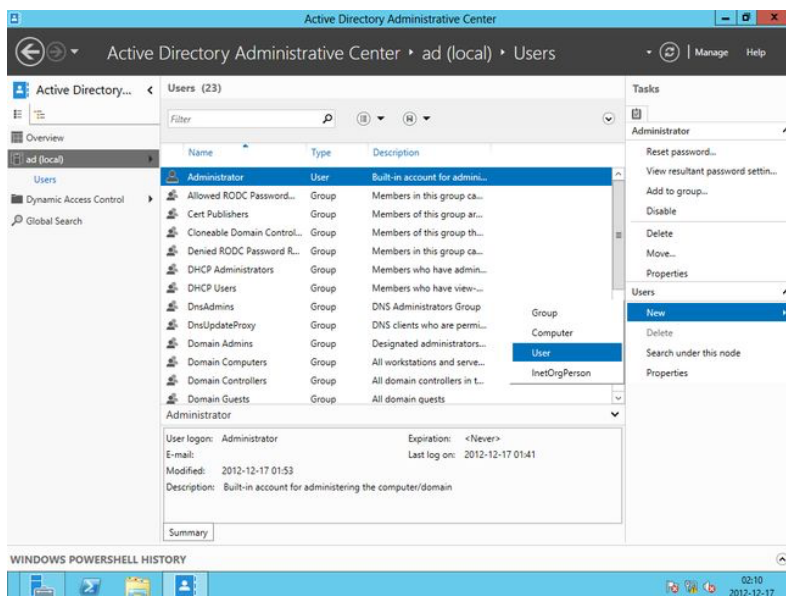 Active Directory Administrative Center
Active Directory Administrative Center ‣ ad (local) ‣ Users
Manage
Help
Active Directory...
Overview
ad (local)
Users
Dynamic Access Control
Global Search
Users (23)
Filter
Name Type Description
Administrator User Built-in account for admini...
Allowed RODC Password... Group Members in this group ca...
Cert Publishers Group Members of this group ar...
Cloneable Domain Control... Group Members of this group th...
Denied RODC Password R... Group Members in this group ca...
DHCP Administrators Group Members who have admin...
DHCP Users Group Members who have view-...
DnsAdmins Group DNS Administrators Group
DnsUpdateProxy Group DNS clients who are permi...
Domain Admins Group Designated administrators...
Domain Computers Group All workstations and serve...
Domain Controllers Group All domain controllers in t...
Domain Guests Group All domain guests
Group
Computer
User
InetOrgPerson
Administrator
User logon: Administrator Expiration: <Never>
E-mail: Last log on: 2012-12-17 01:41
Modified: 2012-12-17 01:53
Description: Built-in account for administering the computer/domain
Summary
Tasks
Administrator
Reset password...
View resultant password settin...
Add to group...
Disable
Delete
Move...
Properties
Users
New
Delete
Search under this node
Properties
WINDOWS POWERSHELL HISTORY
02:10
2012-12-17